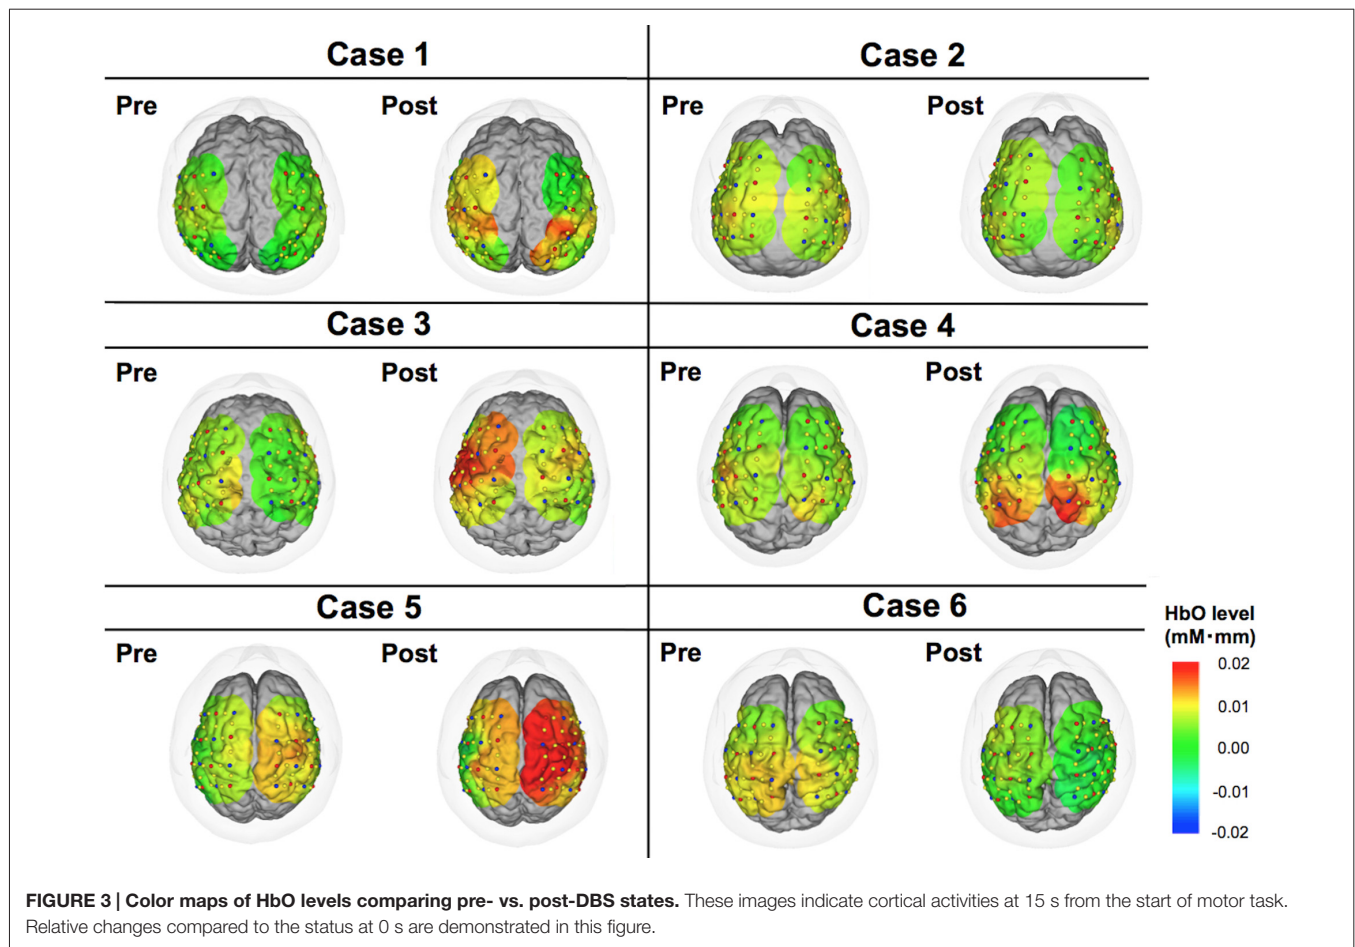 Case 1
Case 2
Pre
Post
Pre
Post
Case 3
Case 4
Pre
Post
Pre
Post
Case 5
Case 6
Pre
Post
Pre
Post
HbO level
(mM·mm)
0.02
0.01
0.00
-0.01
-0.02
FIGURE 3 | Color maps of HbO levels comparing pre- vs. post-DBS states. These images indicate cortical activities at 15 s from the start of motor task.
Relative changes compared to the status at 0 s are demonstrated in this figure.